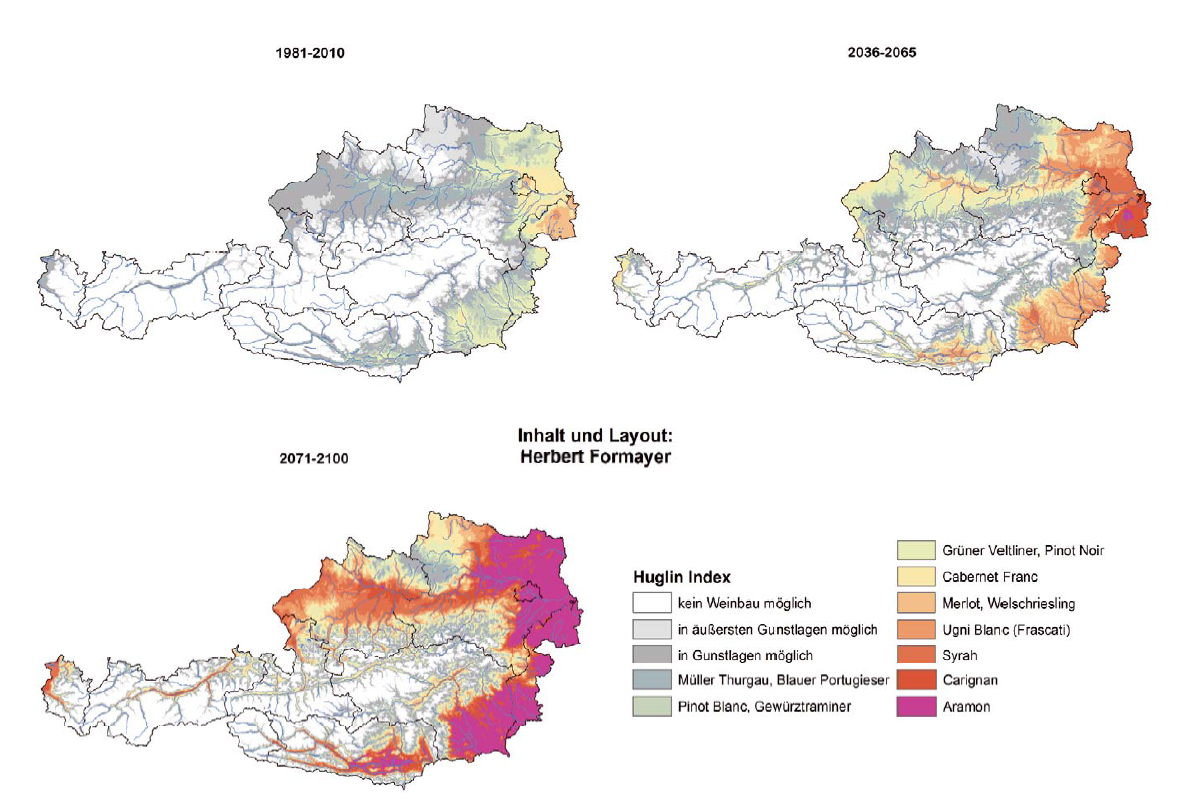 1981-2010
2036-2065
Inhalt und Layout:
Herbert Formayer
2071-2100
Huglin Index
kein Weinbau möglich
in äußersten Gunstlagen möglich
in Gunstlagen möglich
Müller Thurgau, Blauer Portugieser
Pinot Blanc, Gewürztraminer
Grüner Veltliner, Pinot Noir
Cabernet Franc
Merlot, Welschriesling
Ugni Blanc (Frascati)
Syrah
Carignan
Aramon